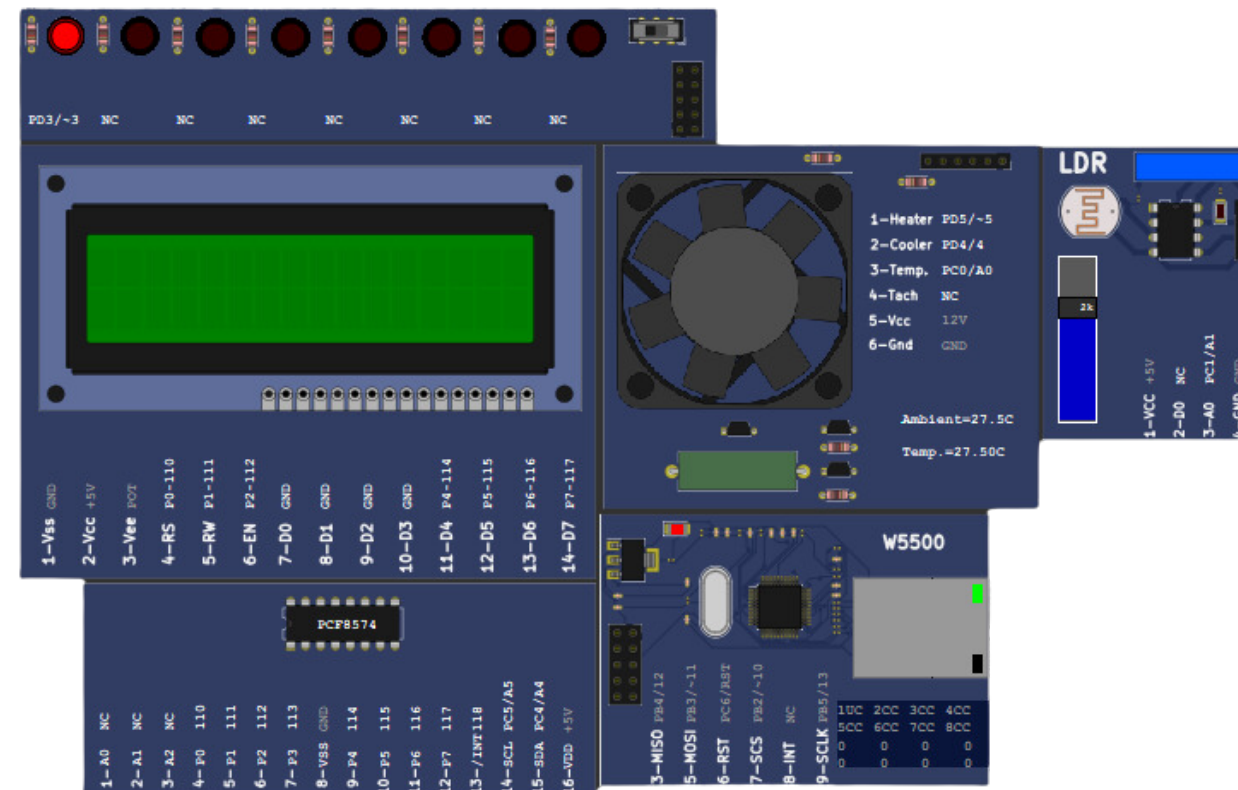 PD3/~3 NC NC NC NC NC NC NC
LDR
2k
1-VCC +5V
2-DO NC
3-AO PC1/A1
4-GND GND
1-Heater PD5/~5
2-Cooler PD4/4
3-Temp. PC0/A0
4-Tach NC
5-Vcc 12V
6-Gnd GND
Ambient=27.5C
Temp.=27.50C
1-Vss GND
2-Vcc +5V
3-Vee POT
4-RS P0-110
5-RW P1-111
6-EN P2-112
7-D0 GND
8-D1 GND
9-D2 GND
10-D3 GND
11-D4 P4-114
12-D5 P5-115
13-D6 P6-116
14-D7 P7-117
PCF8574
1-A0 NC
2-A1 NC
3-A2 NC
4-P0 110
5-P1 111
6-P2 112
7-P3 113
8-VSS GND
9-P4 114
10-P5 115
11-P6 116
12-P7 117
13-/INT118
14-SCL PC5/A5
15-SDA PC4/A4
16-VDD +5V
W5500
3-MISO PB4/12
5-MOSI PB3/~11
6-RST PC6/RST
7-SCS PB2/~10
8-INT NC
9-SCLK PB5/13
1UC 2CC 3CC 4CC
5CC 6CC 7CC 8CC
0 0 0 0
0 0 0 0